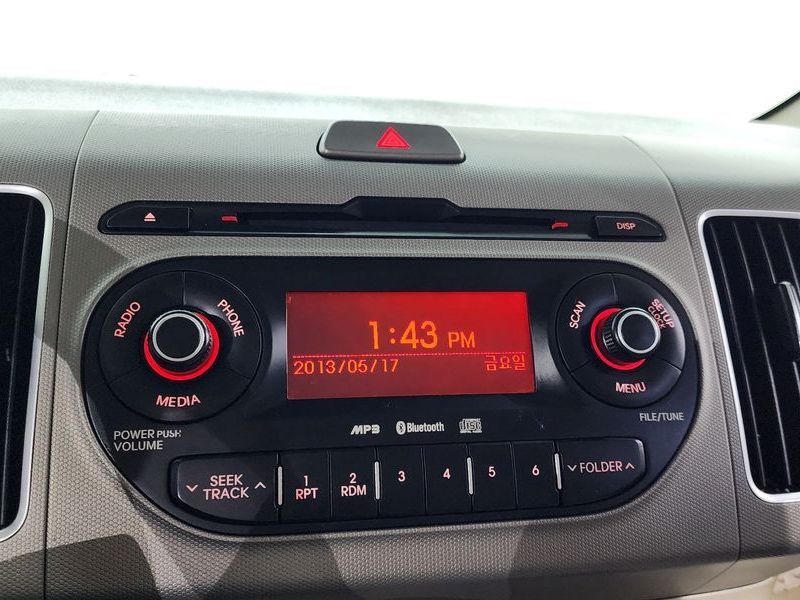 DISP
RADIO
PHONE
MEDIA
1:43 PM
2013/05/17 금요일
SCAN
SETUP
CLOCK
MENU
POWER PUSH
VOLUME
MP3 Bluetooth disc
FILE/TUNE
SEEK
TRACK
1
RPT
2
RDM
3
4
5
6
FOLDER